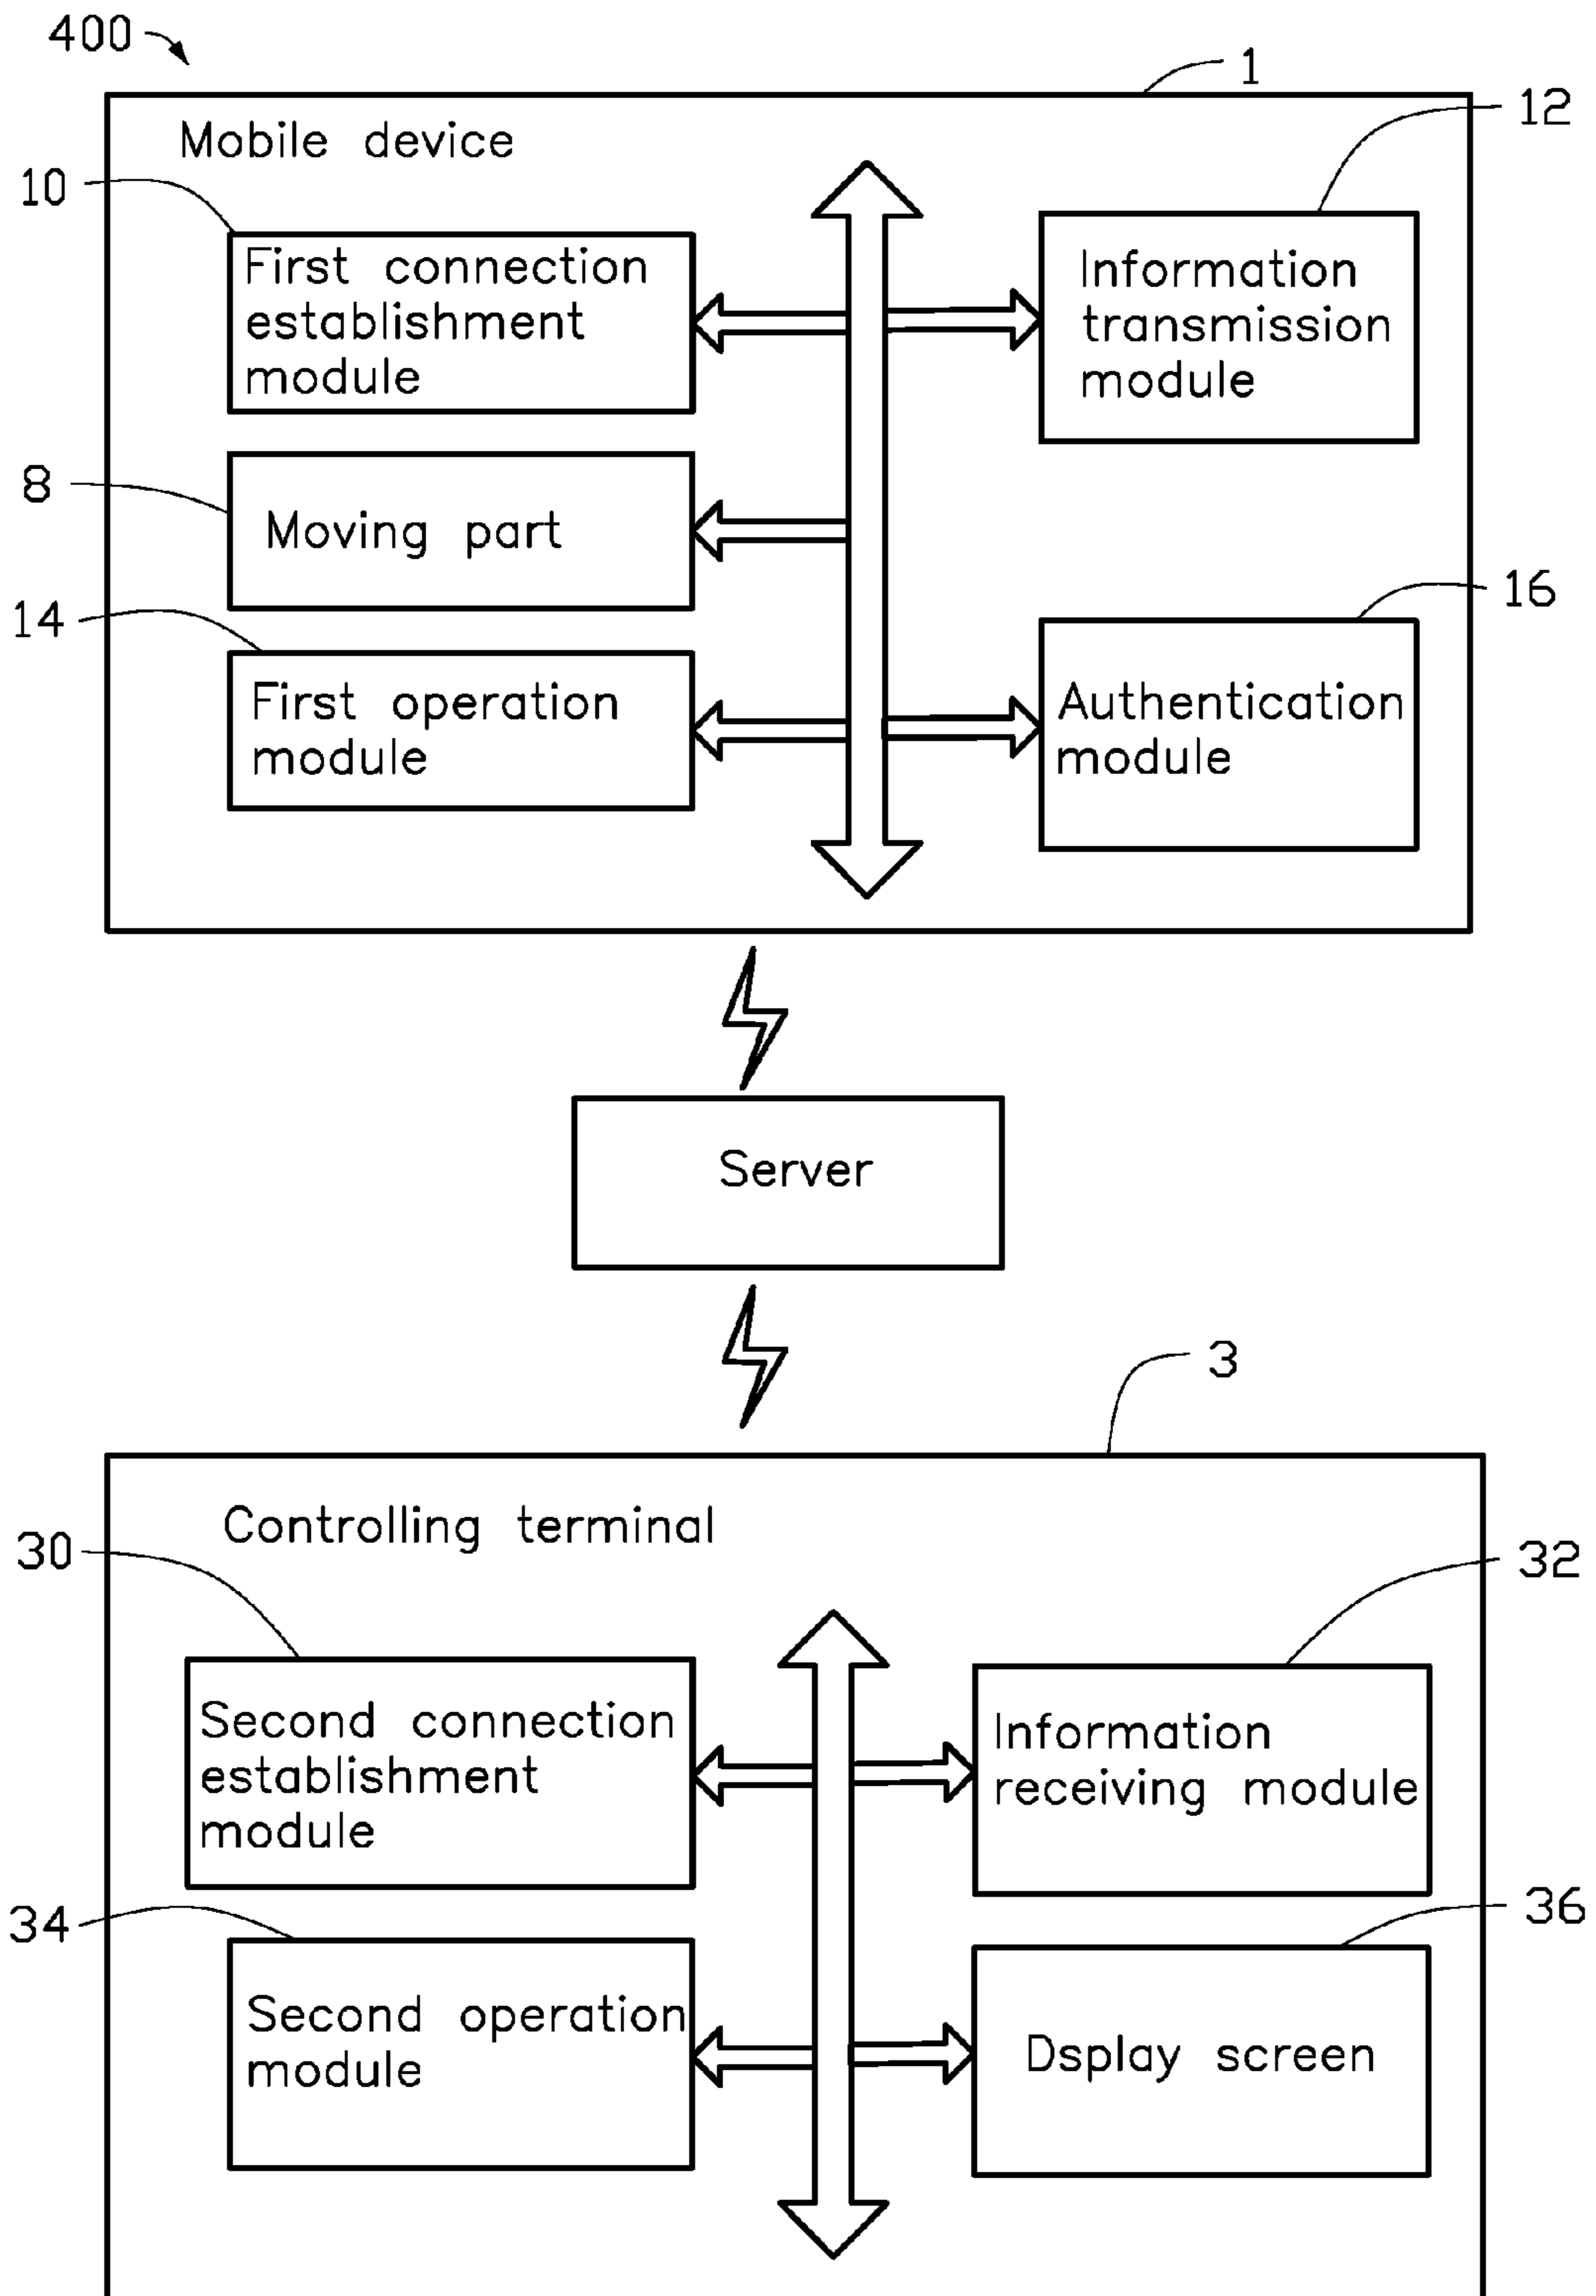 400
1
Mobile device
12
10
First connection
establishment
module
Information
transmission
module
8
Moving part
14
16
First operation
module
Authentication
module
Server
3
Controlling terminal
30
32
Second connection
establishment
module
Information
receiving module
34
36
Second operation
module
Dsplay screen